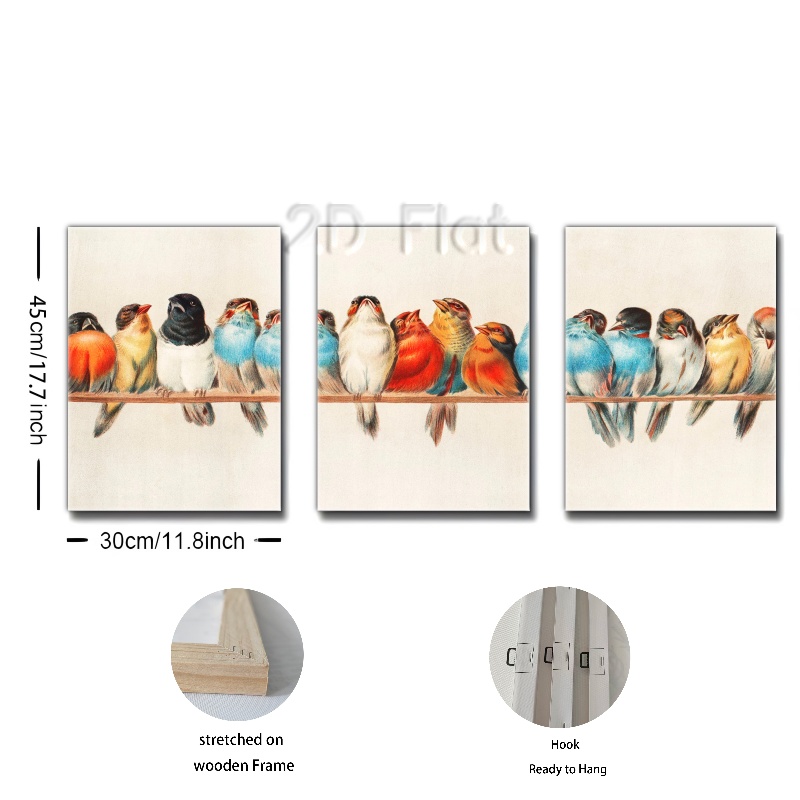 2D Flat
45cm/17.7inch
30cm/11.8inch
stretched on
wooden Frame
Hook
Ready to Hang